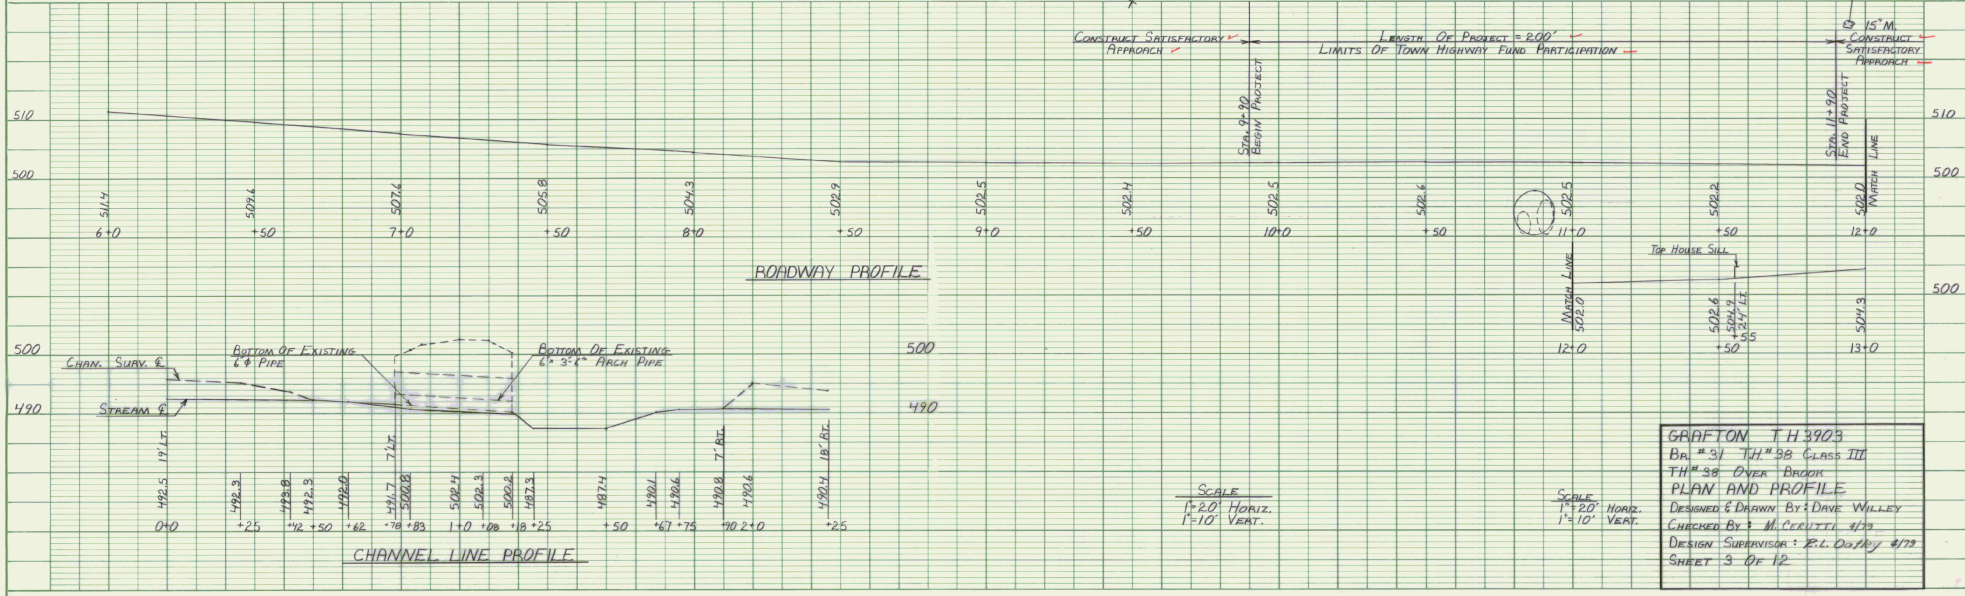 CONSTRUCT SATISFACTORY
APPROACH
LENGTH OF PROJECT = 200'
LIMITS OF TOWN HIGHWAY FUND PARTICIPATION
15" M.
CONSTRUCT
SATISFACTORY
APPROACH
STA. 9+90
BEGIN PROJECT
STA. 11+90
END PROJECT
MATCH LINE
510
510
500
500
511.4
509.6
507.6
505.8
504.3
502.9
502.5
502.4
502.5
502.6
502.5
502.2
502.0
6+0
+50
7+0
+50
8+0
+50
9+0
+50
10+0
+50
11+0
+50
12+0
ROADWAY PROFILE
TOP HOUSE SILL
MATCH LINE
502.0
502.6
504.9
24' LT.
+55
504.3
500
12+0
+50
13+0
500
500
CHAN. SURV. ℄
BOTTOM OF EXISTING
6' ϕ PIPE
BOTTOM OF EXISTING
ARCH PIPE
STREAM ℄
490
490
19' LT.
7' LT.
7' RT.
18' RT.
492.5
492.3
493.8
492.3
492.0
491.7
500.8
502.4
502.3
500.2
487.3
487.4
490.1
490.6
490.8
490.6
490.4
0+0
+25
+42
+50
+62
+78
+83
1+0
+08
+18
+25
+50
+67
+75
+90
2+0
+25
CHANNEL LINE PROFILE
SCALE
1"=20' HORIZ.
1"=10' VERT.
SCALE
1"=20' HORIZ.
1"=10' VERT.
GRAFTON TH 3903
BR. #31 T.H. #38 CLASS III
TH #38 OVER BROOK
PLAN AND PROFILE
DESIGNED & DRAWN BY: DAVE WILLEY
CHECKED BY: M. CERUTTI 4/79
DESIGN SUPERVISOR: R.L. 4/79
SHEET 3 OF 12